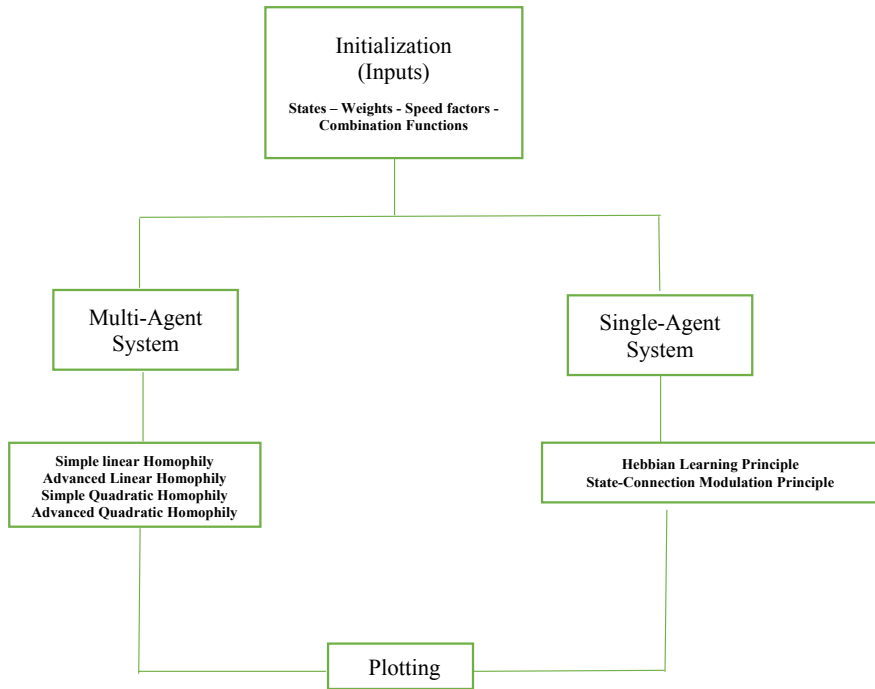 Initialization
(Inputs)
States – Weights - Speed factors -
Combination Functions
Multi-Agent
System
Single-Agent
System
Simple linear Homophily
Advanced Linear Homophily
Simple Quadratic Homophily
Advanced Quadratic Homophily
Hebbian Learning Principle
State-Connection Modulation Principle
Plotting